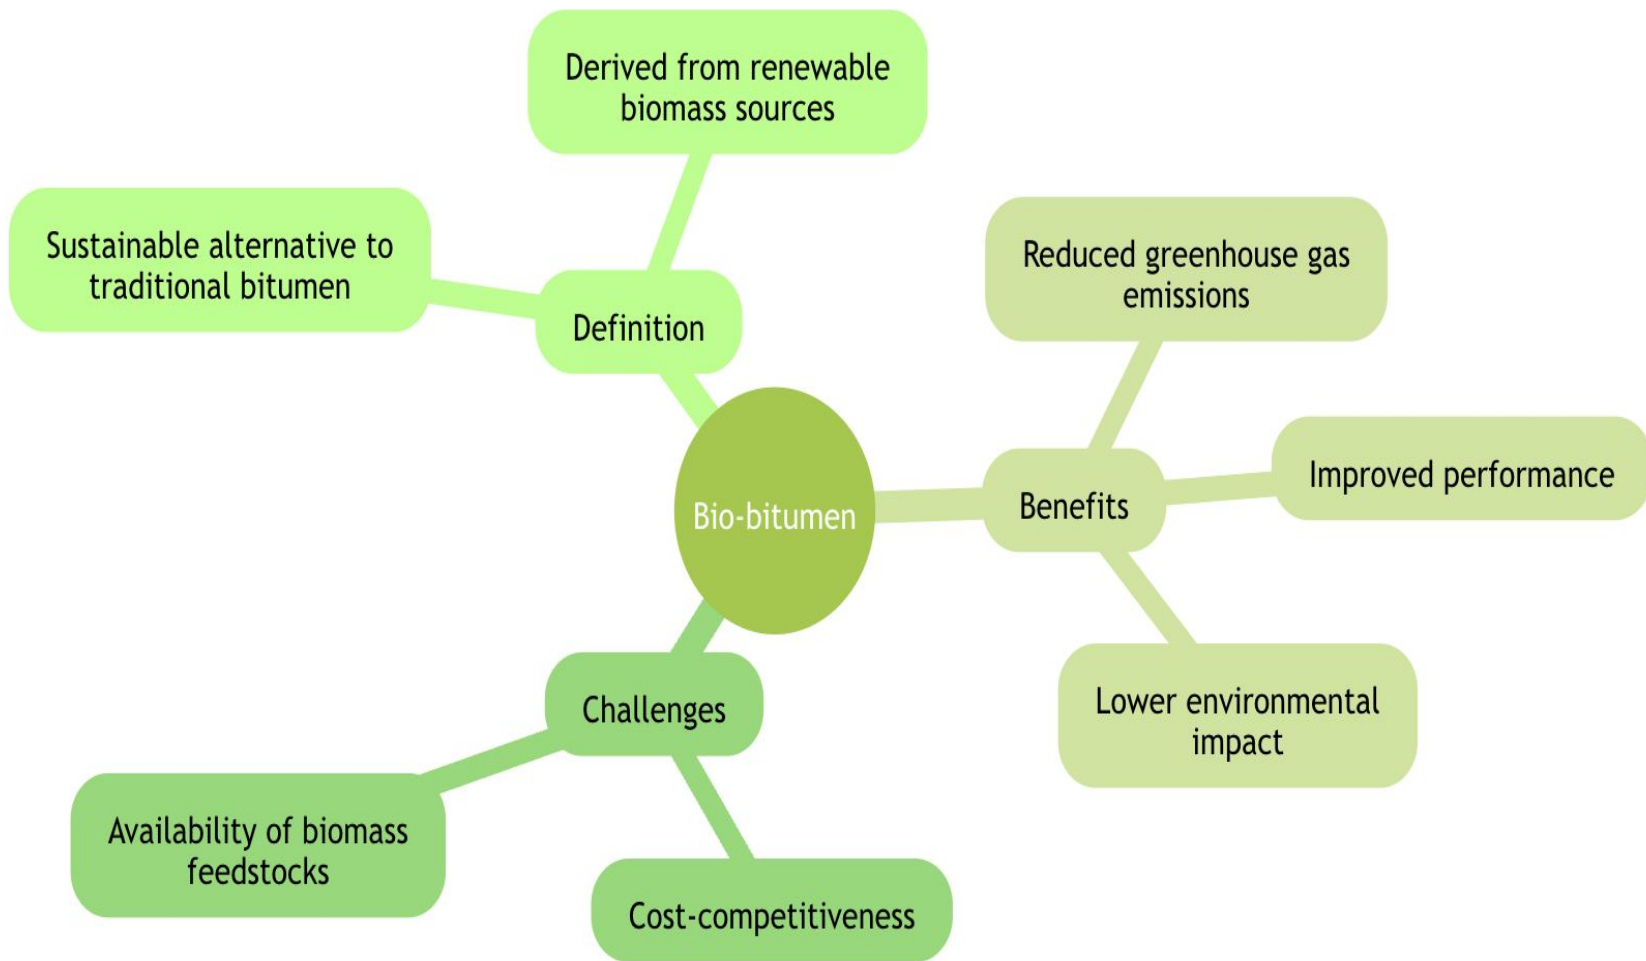 Derived from renewable
biomass sources
Sustainable alternative to
traditional bitumen
Definition
Reduced greenhouse gas
emissions
Improved performance
Benefits
Bio-bitumen
Lower environmental
impact
Challenges
Availability of biomass
feedstocks
Cost-competitiveness